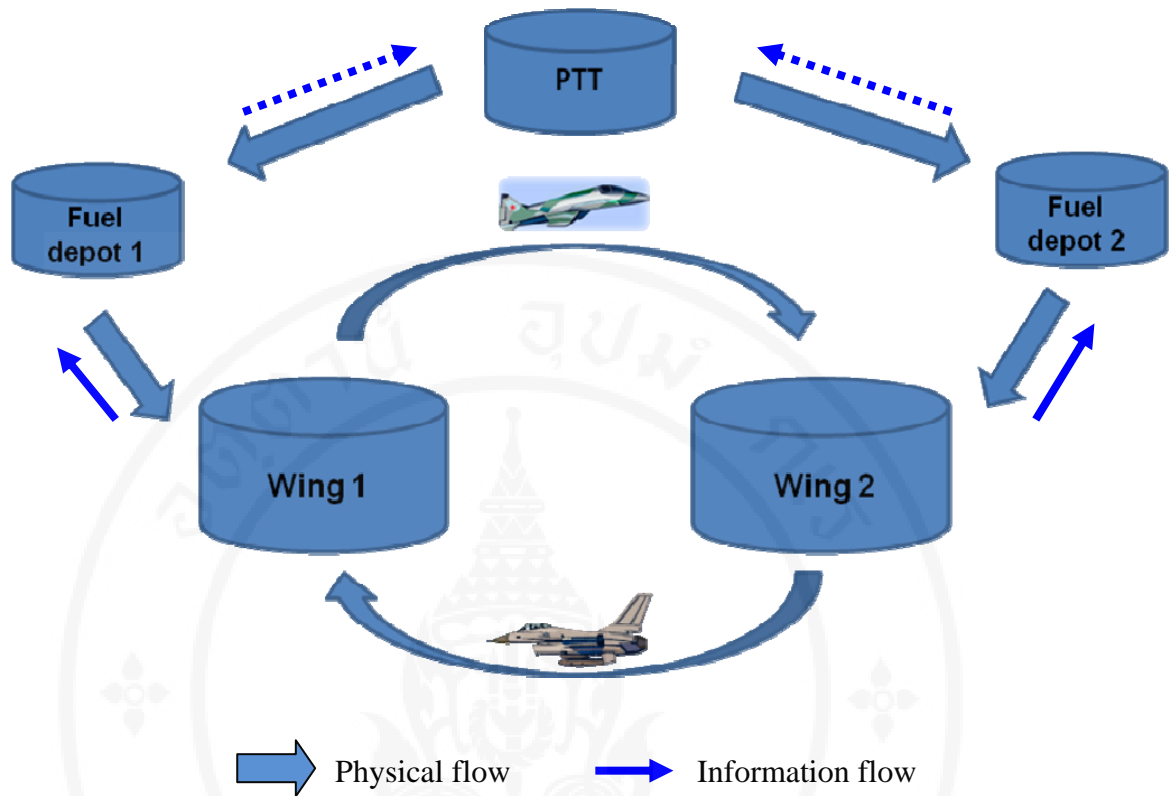 PTT
Fuel
depot 1
Fuel
depot 2
Wing 1
Wing 2
Physical flow
Information flow